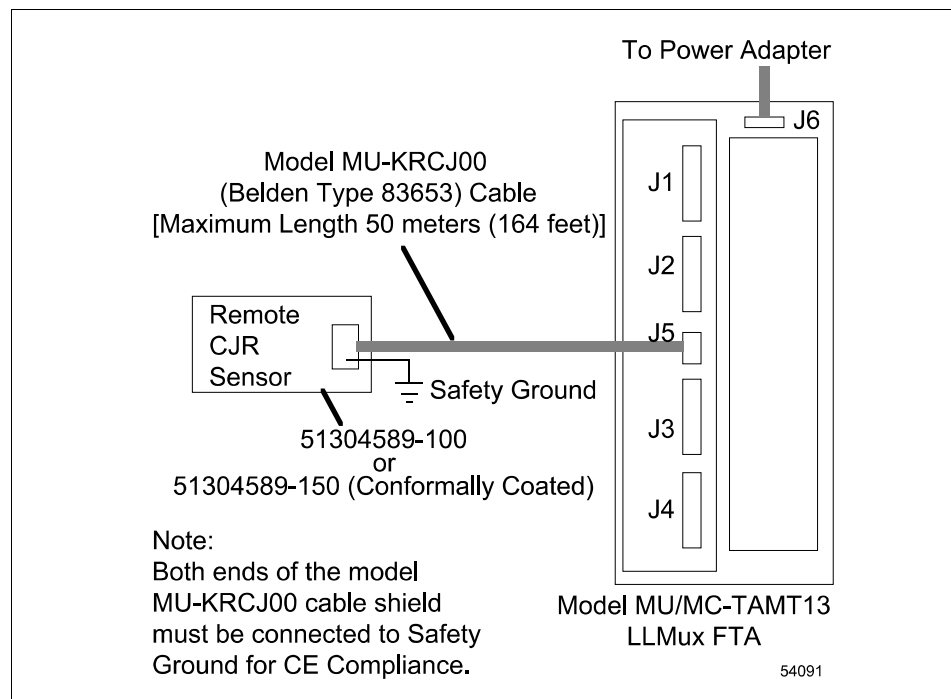 To Power Adapter
J6
Model MU-KRCJ00
(Belden Type 83653) Cable
[Maximum Length 50 meters (164 feet)]
J1
J2
J5
J3
J4
Remote
CJR
Sensor
Safety Ground
51304589-100
or
51304589-150 (Conformally Coated)
Note:
Both ends of the model
MU-KRCJ00 cable shield
must be connected to Safety
Ground for CE Compliance.
Model MU/MC-TAMT13
LLMux FTA
54091